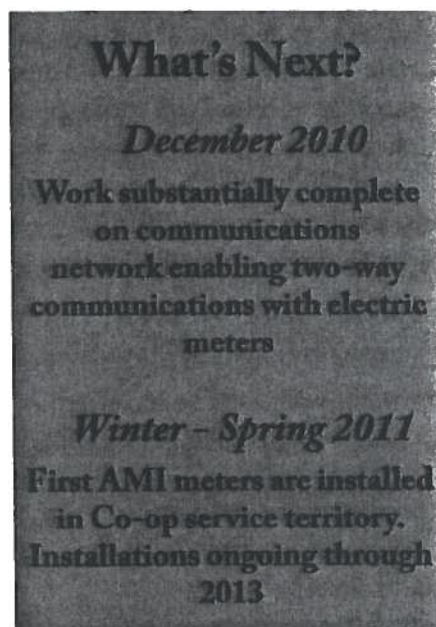 What's Next?
December 2010
Work substantially complete
on communications
network enabling two-way
communications with electric
meters
Winter – Spring 2011
First AMI meters are installed
in Co-op service territory.
Installations ongoing through
2013